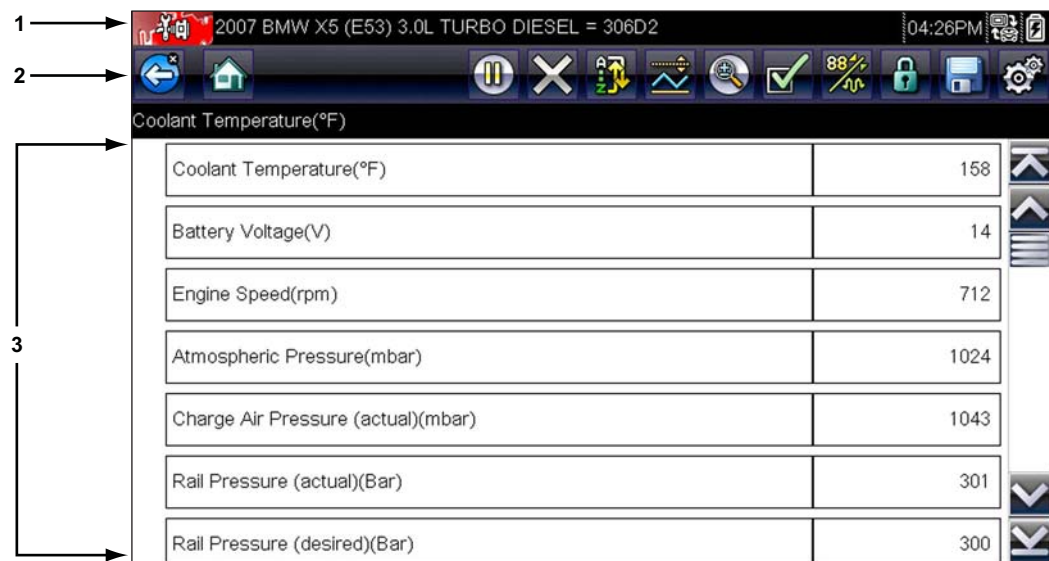 1
2007 BMW X5 (E53) 3.0L TURBO DIESEL = 306D2 04:26PM
2
Coolant Temperature(°F)
3
Coolant Temperature(°F) 158
Battery Voltage(V) 14
Engine Speed(rpm) 712
Atmospheric Pressure(mbar) 1024
Charge Air Pressure (actual)(mbar) 1043
Rail Pressure (actual)(Bar) 301
Rail Pressure (desired)(Bar) 300